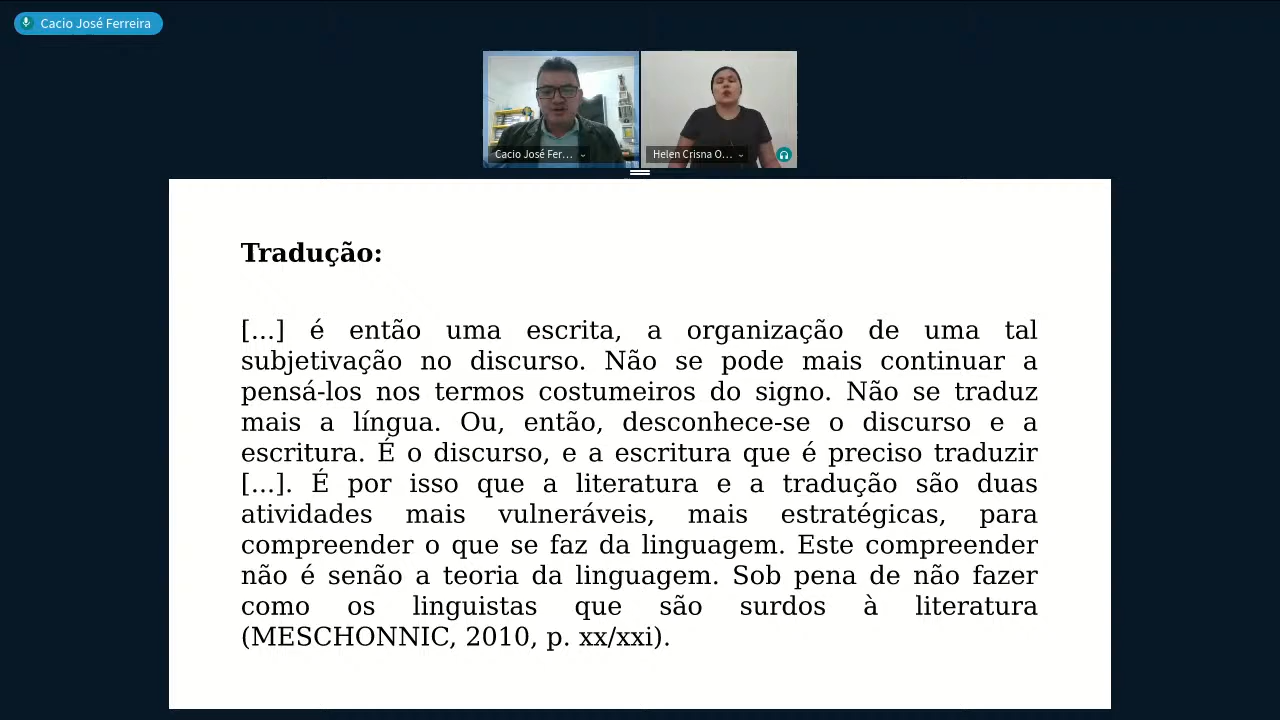 Cacio José Ferreira
Cacio José Fer...
Helen Crisna O...
Tradução:
[...] é então uma escrita, a organização de uma tal
subjetivação no discurso. Não se pode mais continuar a
pensá-los nos termos costumeiros do signo. Não se traduz
mais a língua. Ou, então, desconhece-se o discurso e a
escritura. É o discurso, e a escritura que é preciso traduzir
[...]. É por isso que a literatura e a tradução são duas
atividades mais vulneráveis, mais estratégicas, para
compreender o que se faz da linguagem. Este compreender
não é senão a teoria da linguagem. Sob pena de não fazer
como os linguistas que são surdos à literatura
(MESCHONNIC, 2010, p. xx/xxi).